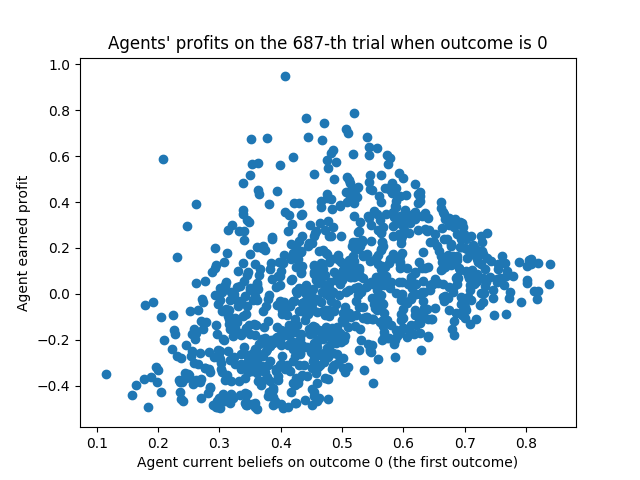 Agents' profits on the 687-th trial when outcome is 0
1.0
0.8
0.6
0.4
0.2
0.0
−0.2
−0.4
Agent earned profit
0.1 0.2 0.3 0.4 0.5 0.6 0.7 0.8
Agent current beliefs on outcome 0 (the first outcome)